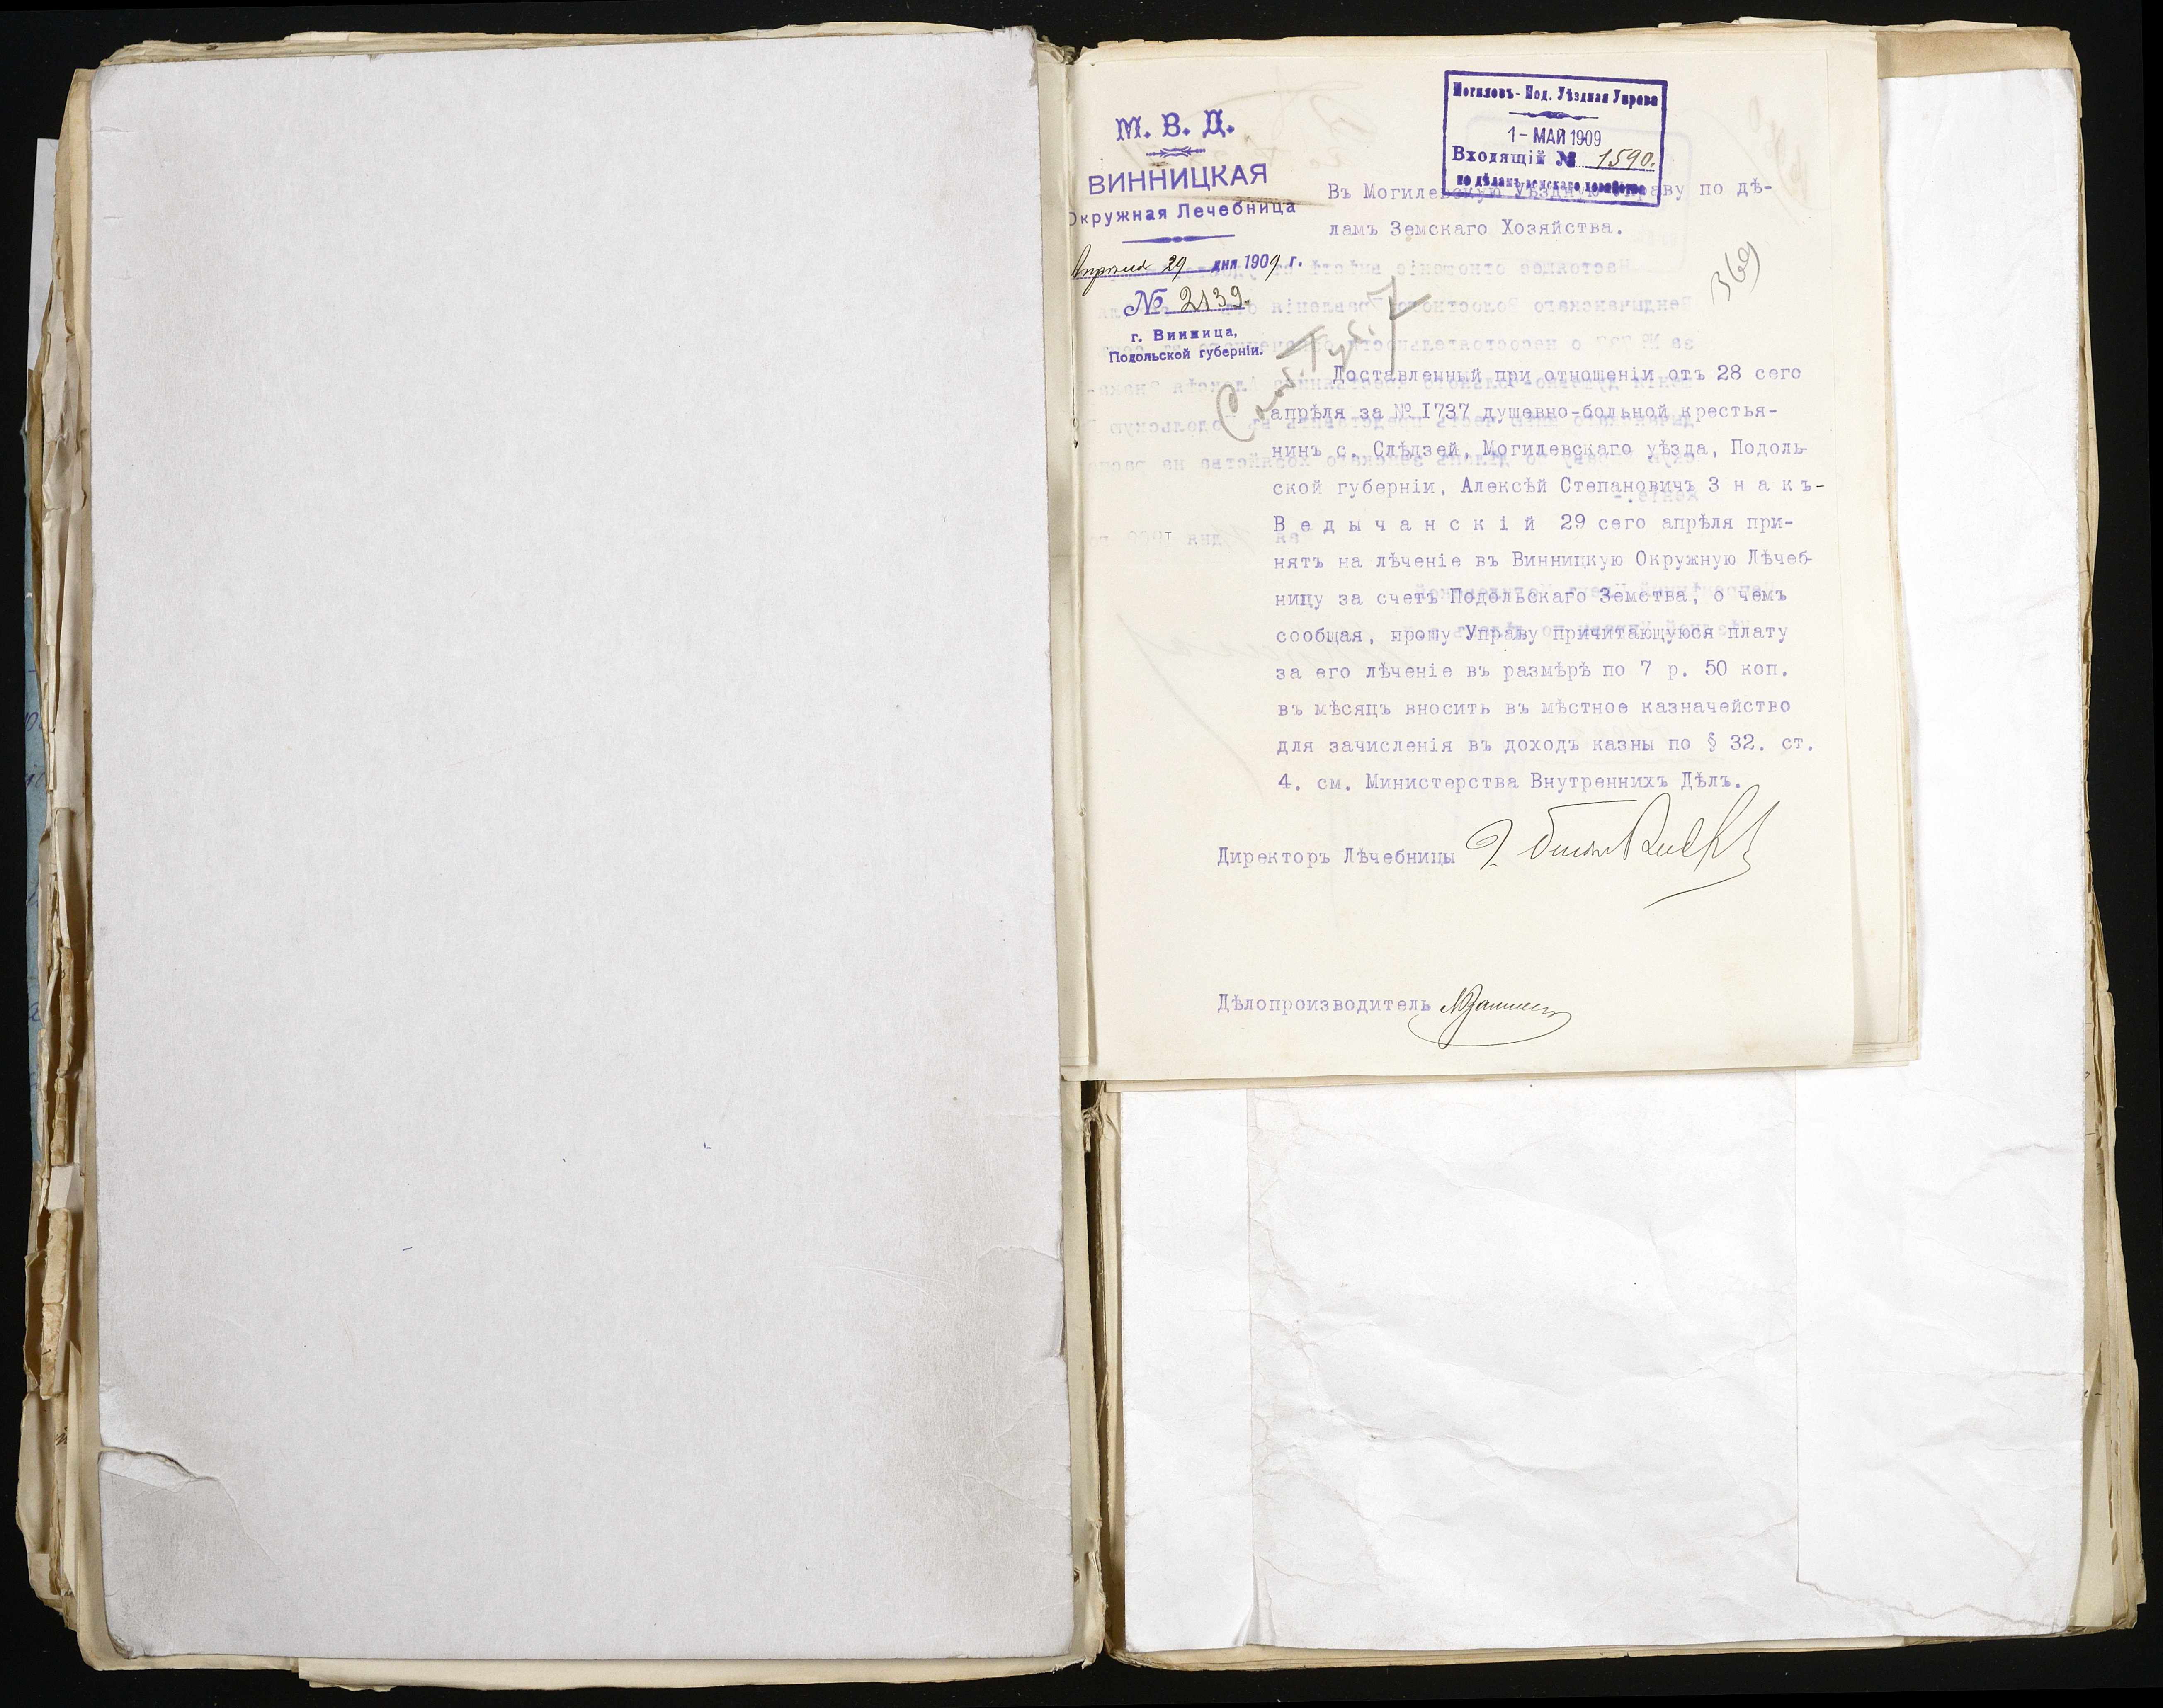 М. В. Д.
ВИННИЦКАЯ
Окружная Лечебница
Апрѣля 29 дня 1909 г.
№ 2139.
г. Винница,
Подольской губерніи.
Могилевъ-Под. Уѣздная Управа
1-МАЙ 1909
Входящій № 1590.
по дѣламъ земскаго хозяйства
Въ Могилевскую Уѣздную Управу по дѣ-
ламъ Земскаго Хозяйства.
369
Доставленный при отношеніи отъ 28 сего
апрѣля за № 1737 душевно-больной крестья-
нинъ с. Слѣдзей, Могилевскаго уѣзда, Подоль-
ской губерніи, Алексѣй Степановичъ З н а к ъ-
В е д ы ч а н с к і й 29 сего апрѣля при-
нятъ на лѣченіе въ Винницкую Окружную Лѣчеб-
ницу за счетъ Подольскаго Земства, о чемъ
сообщая, прошу Управу причитающуюся плату
за его лѣченіе въ размѣрѣ по 7 р. 50 коп.
въ мѣсяцъ вносить въ мѣстное казначейство
для зачисленія въ доходъ казны по § 32. ст.
4. см. Министерства Внутреннихъ Дѣлъ.
Директоръ Лѣчебницы
Дѣлопроизводитель